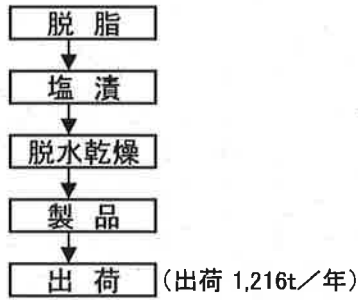 脱脂
塩漬
脱水乾燥
製品
出荷 (出荷 1,216t/年)